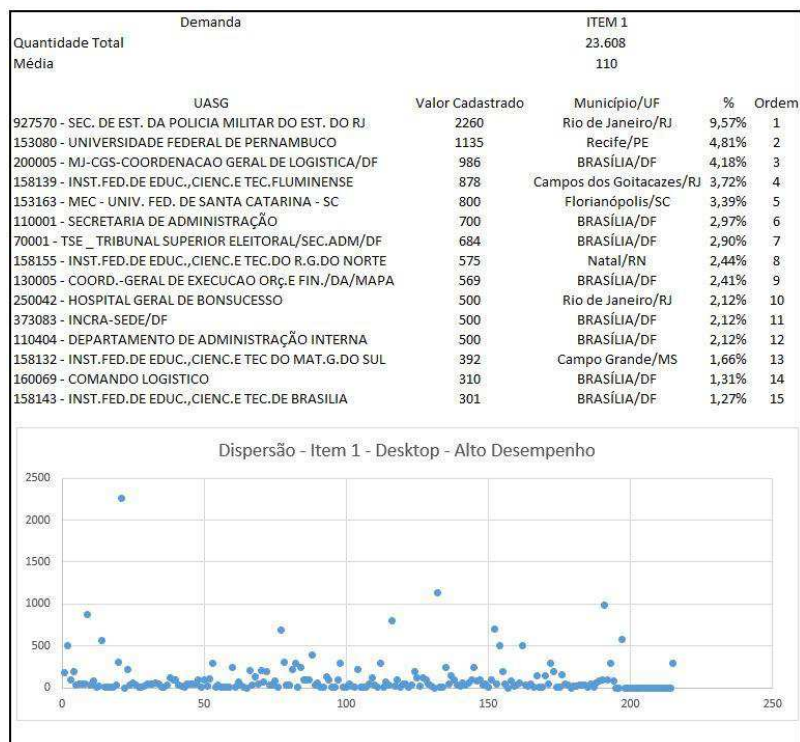 Demanda ITEM 1
Quantidade Total 23.608
Média 110
UASG Valor Cadastrado Município/UF % Ordem
927570 - SEC. DE EST. DA POLICIA MILITAR DO EST. DO RJ 2260 Rio de Janeiro/RJ 9,57% 1
153080 - UNIVERSIDADE FEDERAL DE PERNAMBUCO 1135 Recife/PE 4,81% 2
200005 - MJ-CGS-COORDENACAO GERAL DE LOGISTICA/DF 986 BRASÍLIA/DF 4,18% 3
158139 - INST.FED.DE EDUC.,CIENC.E TEC.FLUMINENSE 878 Campos dos Goitacazes/RJ 3,72% 4
153163 - MEC - UNIV. FED. DE SANTA CATARINA - SC 800 Florianópolis/SC 3,39% 5
110001 - SECRETARIA DE ADMINISTRAÇÃO 700 BRASÍLIA/DF 2,97% 6
70001 - TSE _ TRIBUNAL SUPERIOR ELEITORAL/SEC.ADM/DF 684 BRASÍLIA/DF 2,90% 7
158155 - INST.FED.DE EDUC.,CIENC.E TEC.DO R.G.DO NORTE 575 Natal/RN 2,44% 8
130005 - COORD.-GERAL DE EXECUCAO ORç.E FIN./DA/MAPA 569 BRASÍLIA/DF 2,41% 9
250042 - HOSPITAL GERAL DE BONSUCESSO 500 Rio de Janeiro/RJ 2,12% 10
373083 - INCRA-SEDE/DF 500 BRASÍLIA/DF 2,12% 11
110404 - DEPARTAMENTO DE ADMINISTRAÇÃO INTERNA 500 BRASÍLIA/DF 2,12% 12
158132 - INST.FED.DE EDUC.,CIENC.E TEC DO MAT.G.DO SUL 392 Campo Grande/MS 1,66% 13
160069 - COMANDO LOGISTICO 310 BRASÍLIA/DF 1,31% 14
158143 - INST.FED.DE EDUC.,CIENC.E TEC.DE BRASILIA 301 BRASÍLIA/DF 1,27% 15
Dispersão - Item 1 - Desktop - Alto Desempenho
2500
2000
1500
1000
500
0
0 50 100 150 200 250